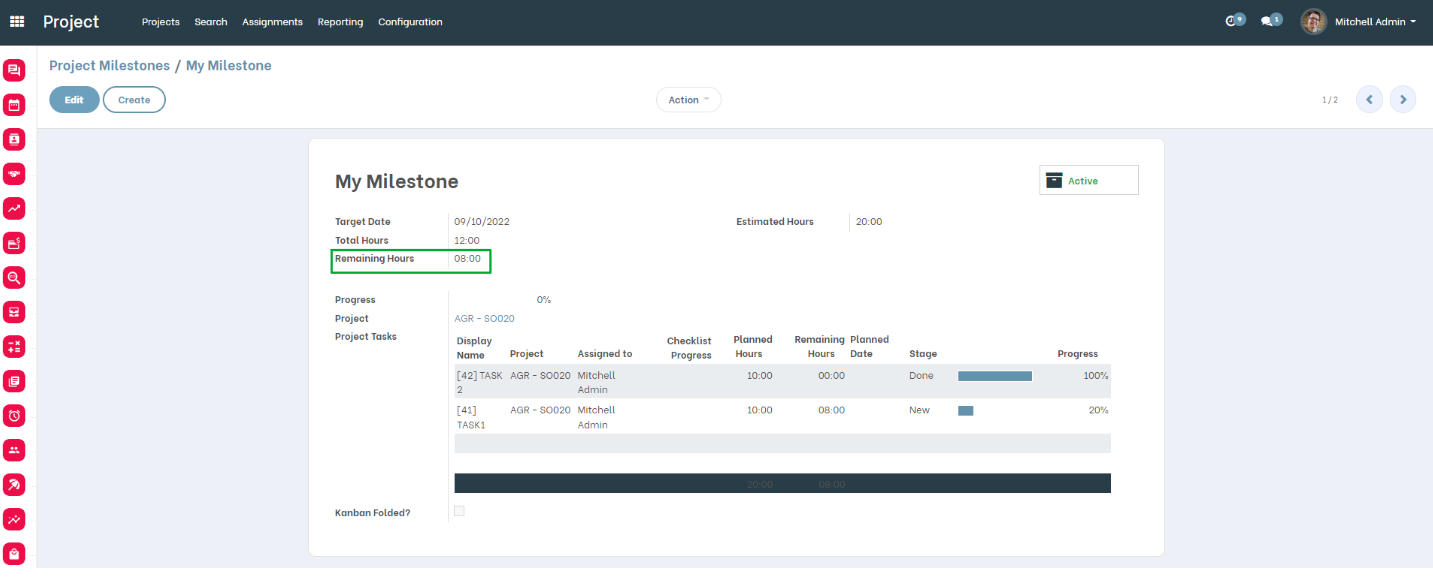 Project Projects Search Assignments Reporting Configuration 9 1 Mitchell Admin
Project Milestones / My Milestone
Edit Create Action 1 / 2
My Milestone
Active
Target Date 09/10/2022 Estimated Hours 20:00
Total Hours 12:00
Remaining Hours 08:00
Progress 0%
Project AGR - SO020
Project Tasks
Display Checklist Planned Remaining Planned
Name Project Assigned to Progress Hours Hours Date Stage Progress
[42] TASK AGR - SO020 Mitchell 10:00 00:00 Done 100%
2 Admin
[41] AGR - SO020 Mitchell 10:00 08:00 New 20%
TASK1 Admin
20:00 08:00
Kanban Folded?